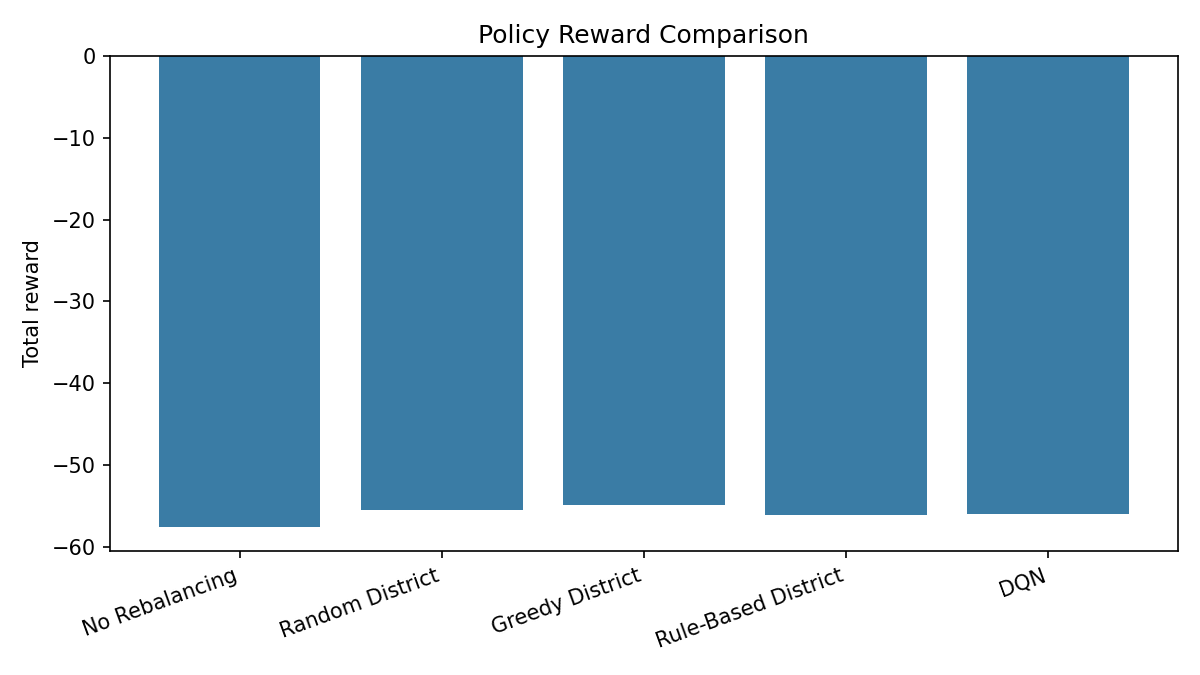 Policy Reward Comparison
Total reward
0
−10
−20
−30
−40
−50
−60
No Rebalancing
Random District
Greedy District
Rule-Based District
DQN